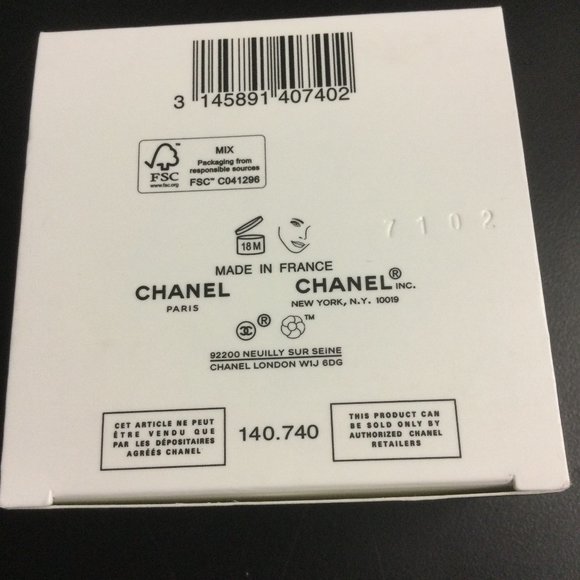 3 145891 407402
MIX
Packaging from
responsible sources
FSC™ C041296
FSC
www.fsc.org
7102
18 M
MADE IN FRANCE
CHANEL
PARIS
CHANEL® INC.
NEW YORK, N.Y. 10019
® ™
92200 NEUILLY SUR SEINE
CHANEL LONDON W1J 6DG
CET ARTICLE NE PEUT
ÊTRE VENDU QUE
PAR LES DÉPOSITAIRES
AGRÉÉS CHANEL
140.740
THIS PRODUCT CAN
BE SOLD ONLY BY
AUTHORIZED CHANEL
RETAILERS